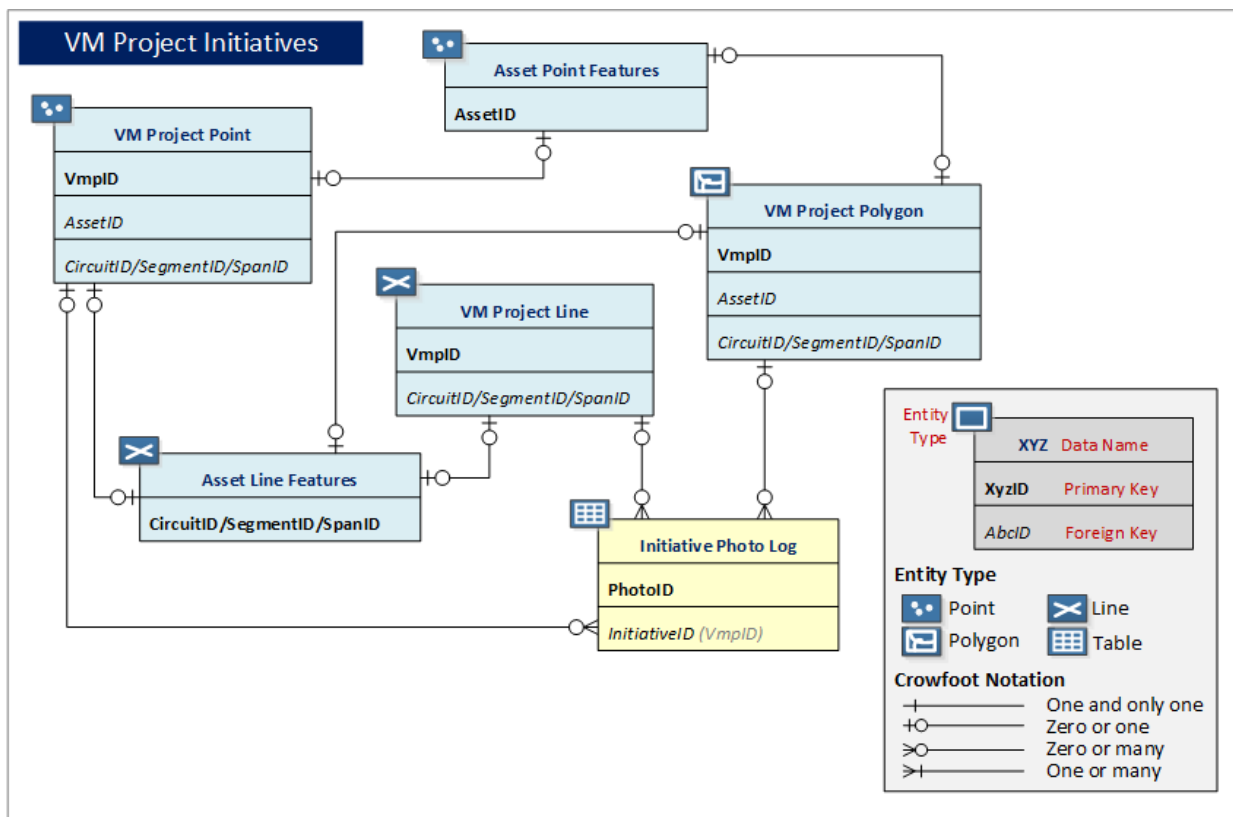 VM Project Initiatives
Asset Point Features
AssetID
VM Project Point
VmpID
AssetID
CircuitID/SegmentID/SpanID
VM Project Polygon
VmpID
AssetID
CircuitID/SegmentID/SpanID
VM Project Line
VmpID
CircuitID/SegmentID/SpanID
Asset Line Features
CircuitID/SegmentID/SpanID
Initiative Photo Log
PhotoID
InitiativeID (VmpID)
Entity
Type
XYZ Data Name
XyzID Primary Key
AbcID Foreign Key
Entity Type
Point Line
Polygon Table
Crowfoot Notation
One and only one
Zero or one
Zero or many
One or many